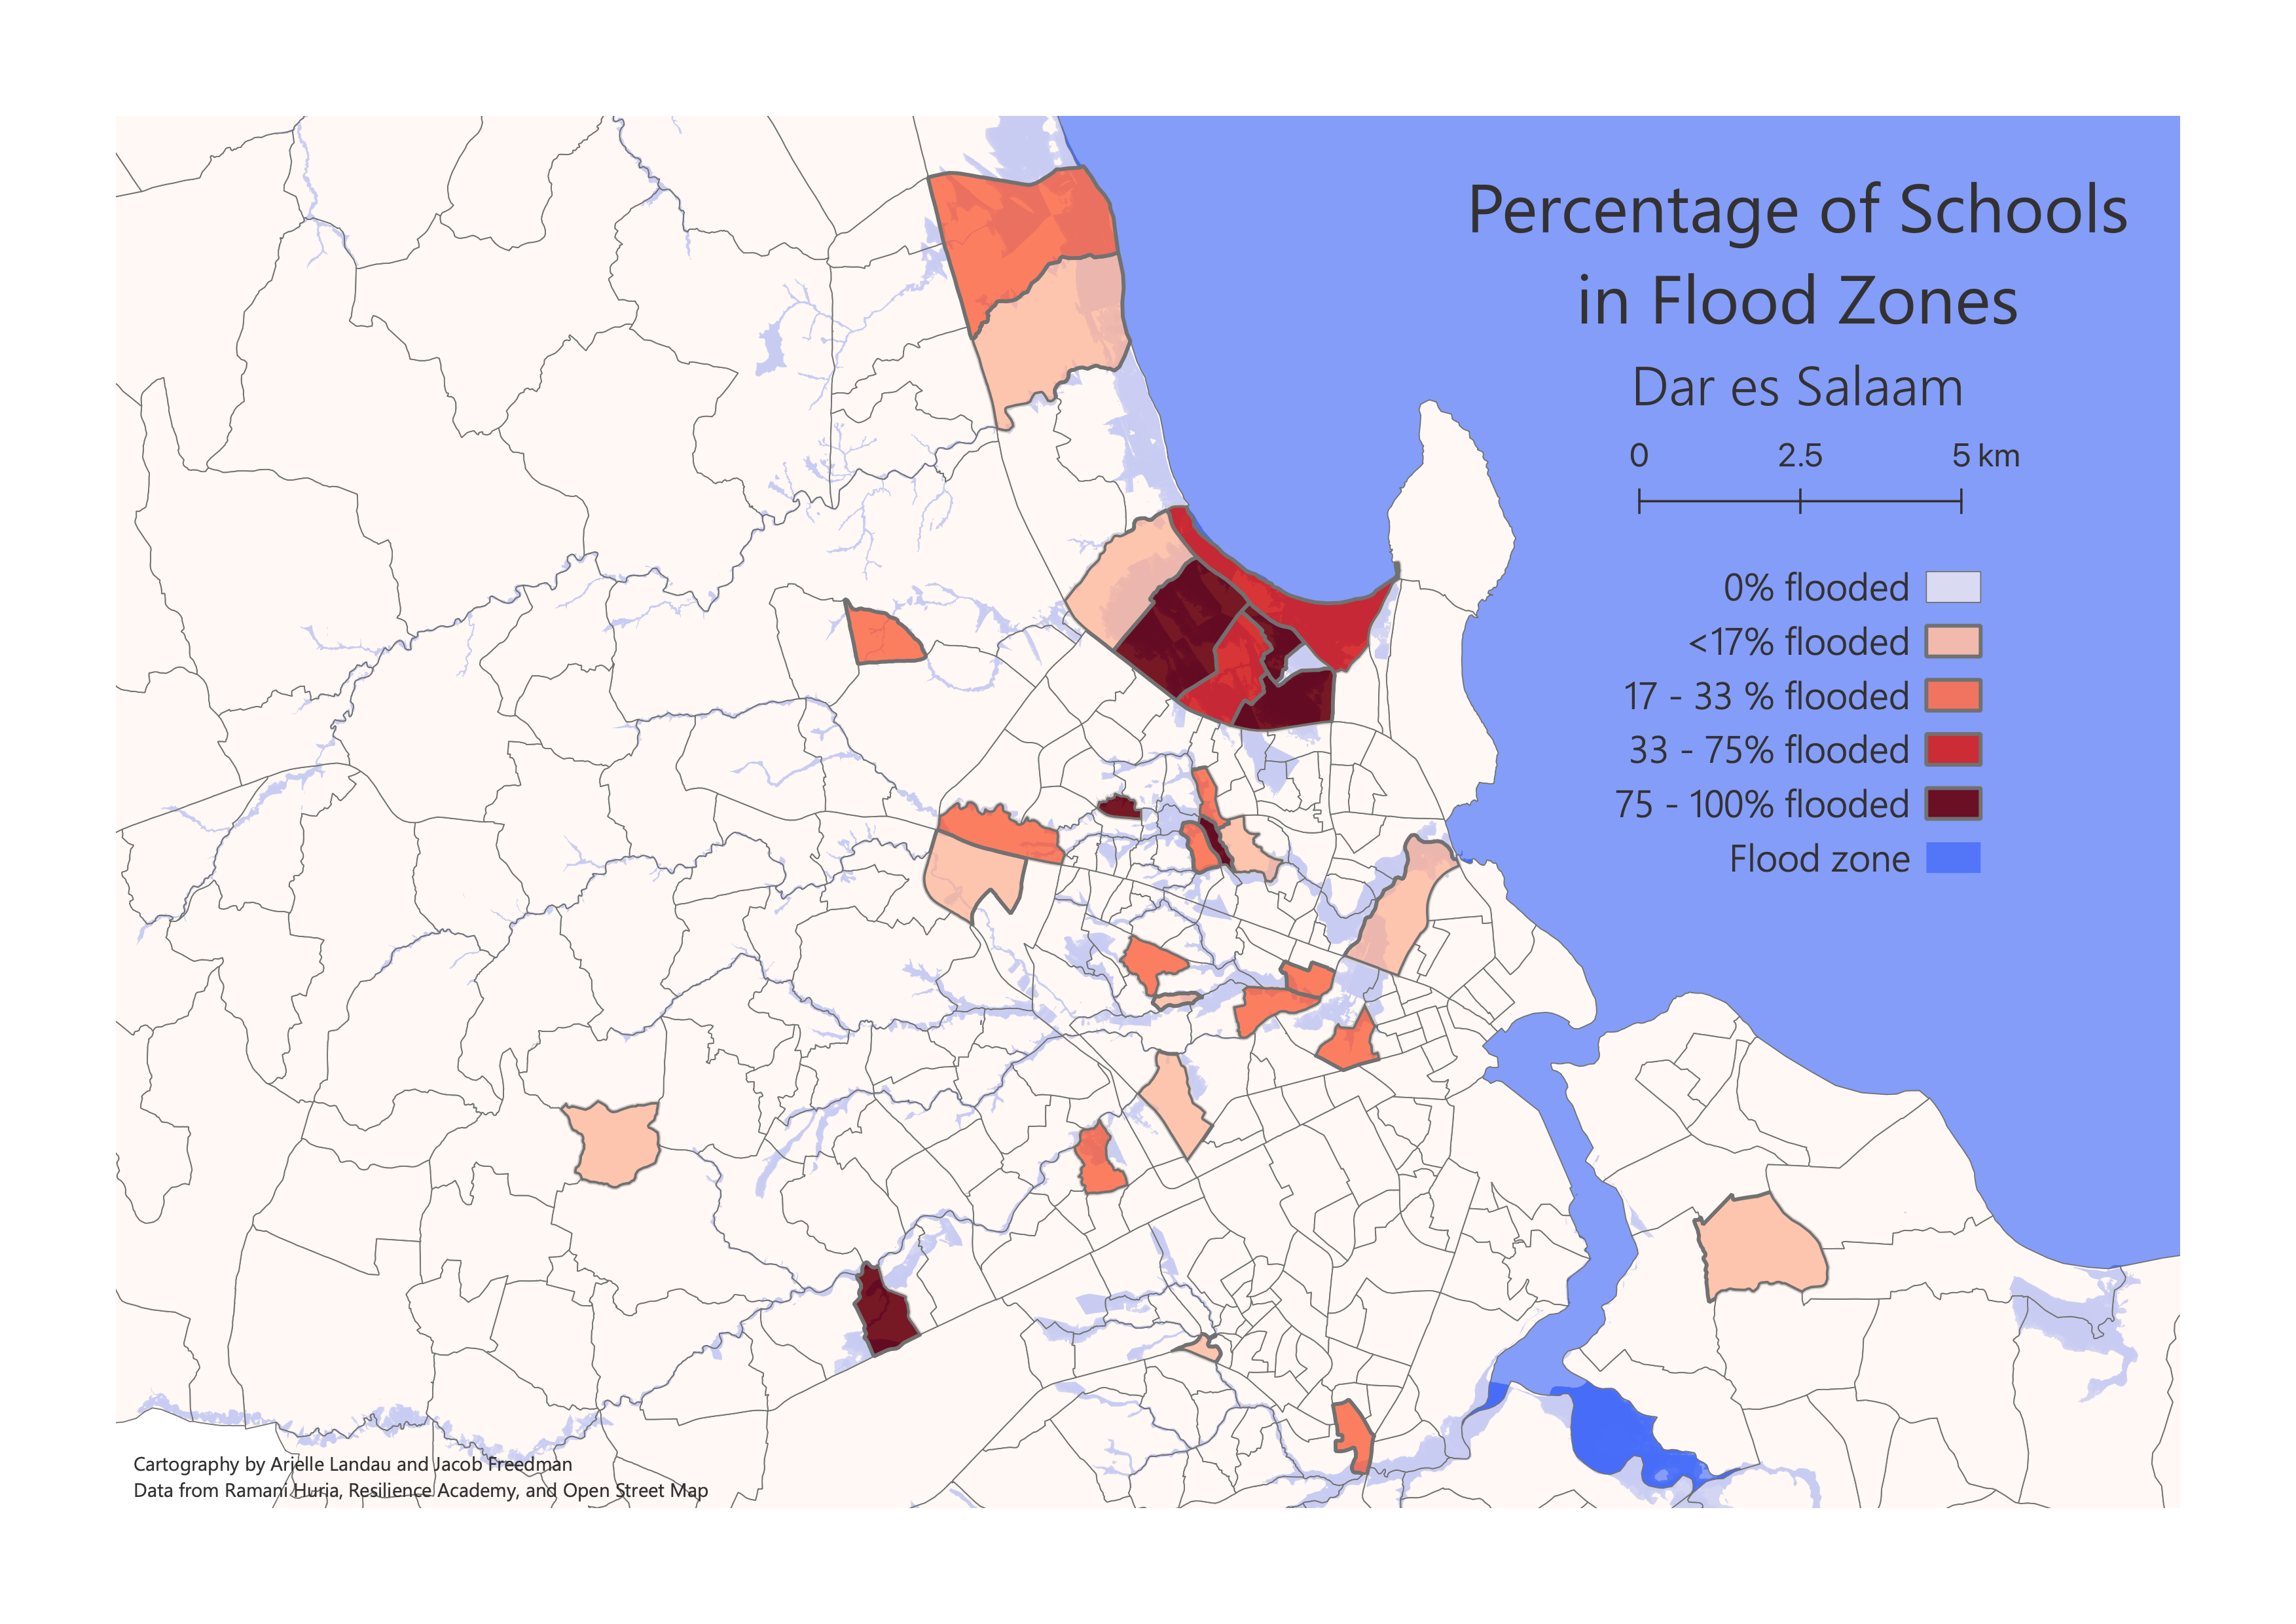 Percentage of Schools
in Flood Zones
Dar es Salaam
0 2.5 5 km
0% flooded
<17% flooded
17 - 33 % flooded
33 - 75% flooded
75 - 100% flooded
Flood zone
Cartography by Arielle Landau and Jacob Freedman
Data from Ramani Hurja, Resilience Academy, and Open Street Map